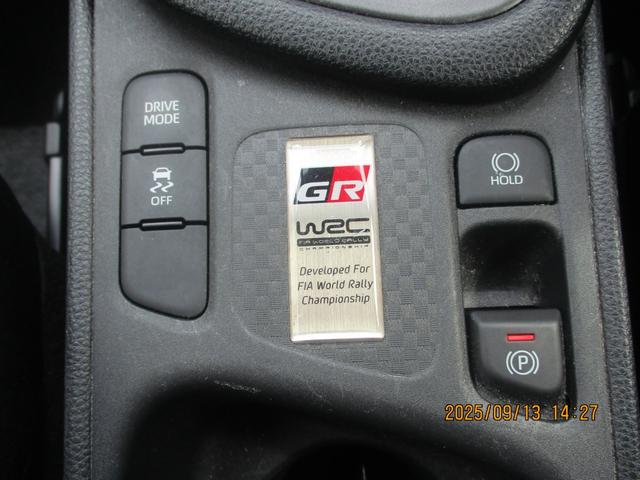 DRIVE
MODE
OFF
GR
WRC
FIA WORLD RALLY
CHAMPIONSHIP
Developed For
FIA World Rally
Championship
HOLD
P
2025/09/13 14:27